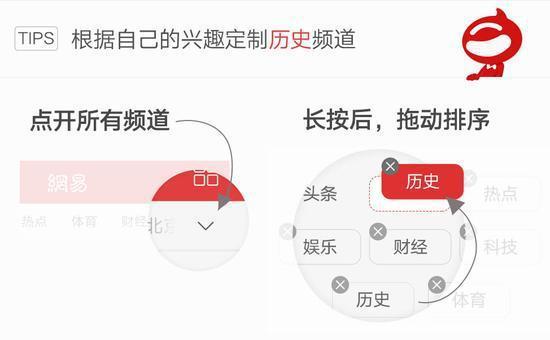 TIPS 根据自己的兴趣定制历史频道
点开所有频道
長按后，拖动排序
網易
热点 体育 财经 北京
头条 历史 热点
娱乐 财经 科技
历史 体育